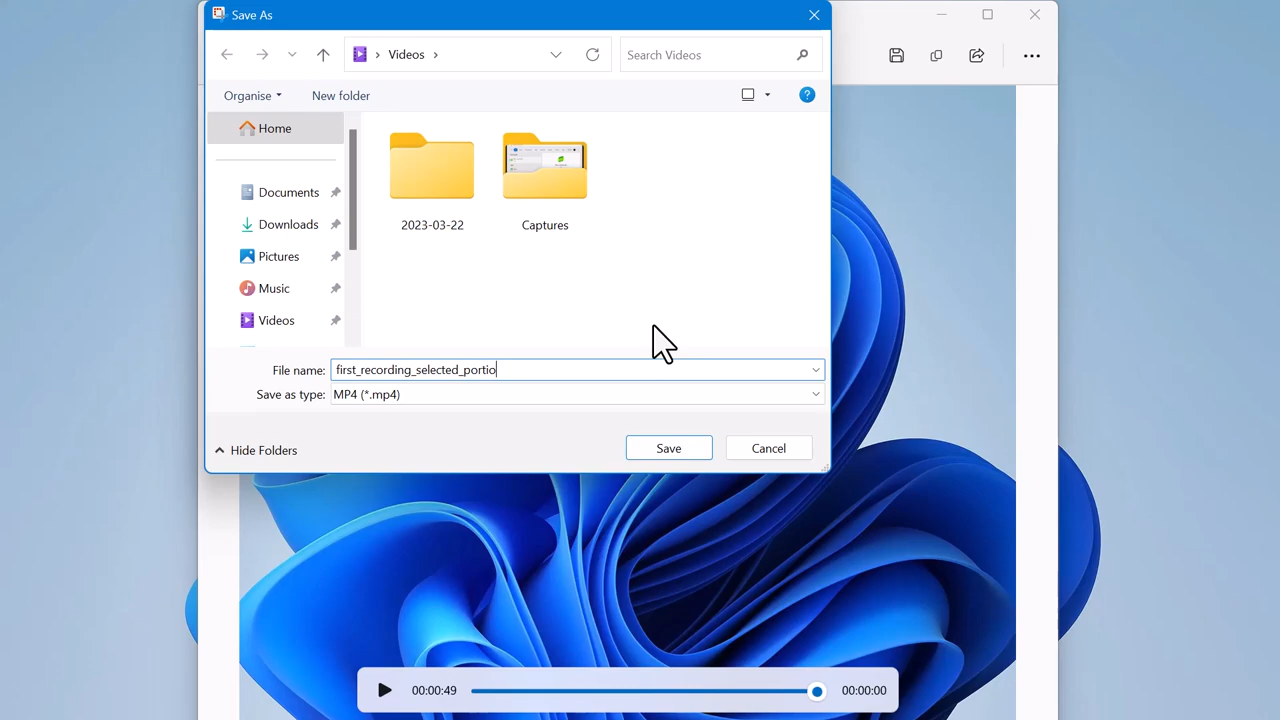 Save As
Videos
Search Videos
Organise
New folder
?
Home
Documents
Downloads
Pictures
Music
Videos
2023-03-22
Captures
File name: first_recording_selected_portio
Save as type: MP4 (*.mp4)
Hide Folders
Save
Cancel
00:00:49
00:00:00